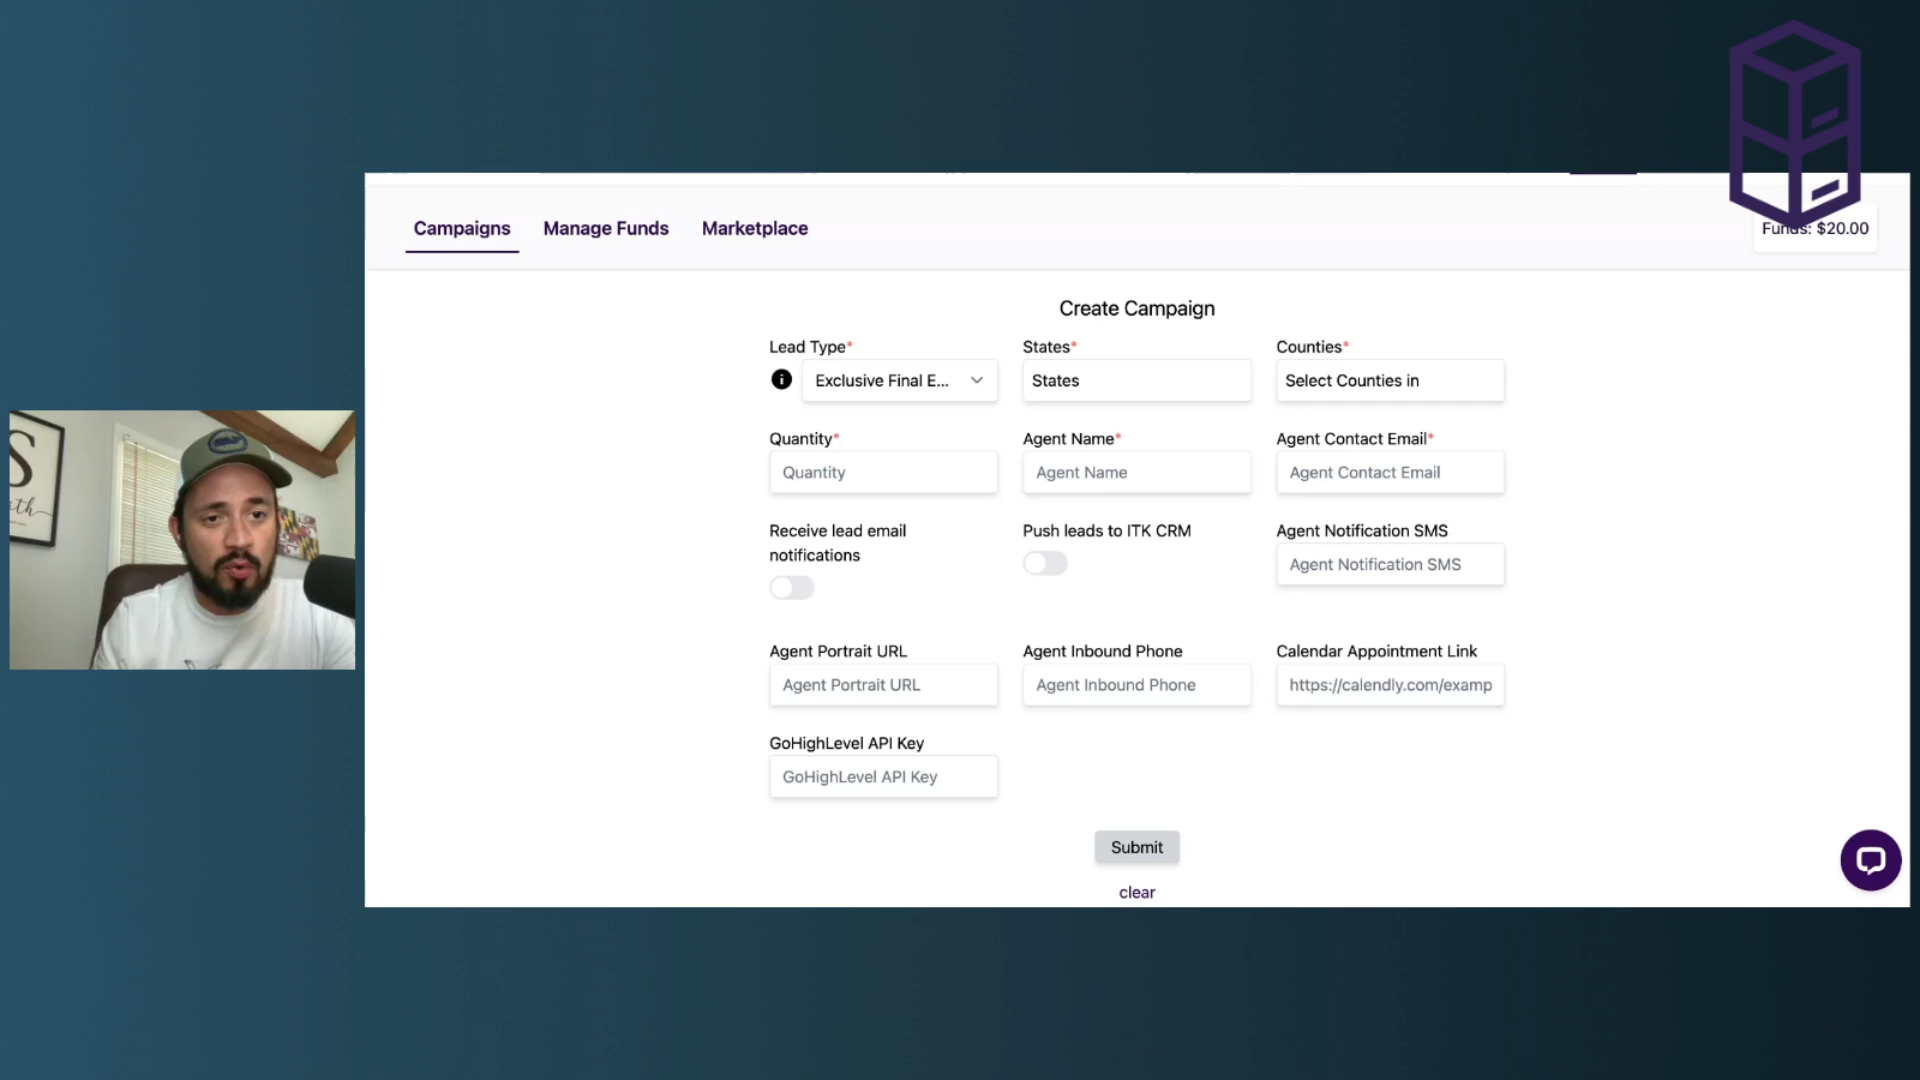 Campaigns Manage Funds Marketplace
Funds: $20.00
Create Campaign
Lead Type* States* Counties*
Exclusive Final E... States Select Counties in
Quantity* Agent Name* Agent Contact Email*
Quantity Agent Name Agent Contact Email
Receive lead email Push leads to ITK CRM Agent Notification SMS
notifications
Agent Notification SMS
Agent Portrait URL Agent Inbound Phone Calendar Appointment Link
Agent Portrait URL Agent Inbound Phone https://calendly.com/examp
GoHighLevel API Key
GoHighLevel API Key
Submit
clear
S